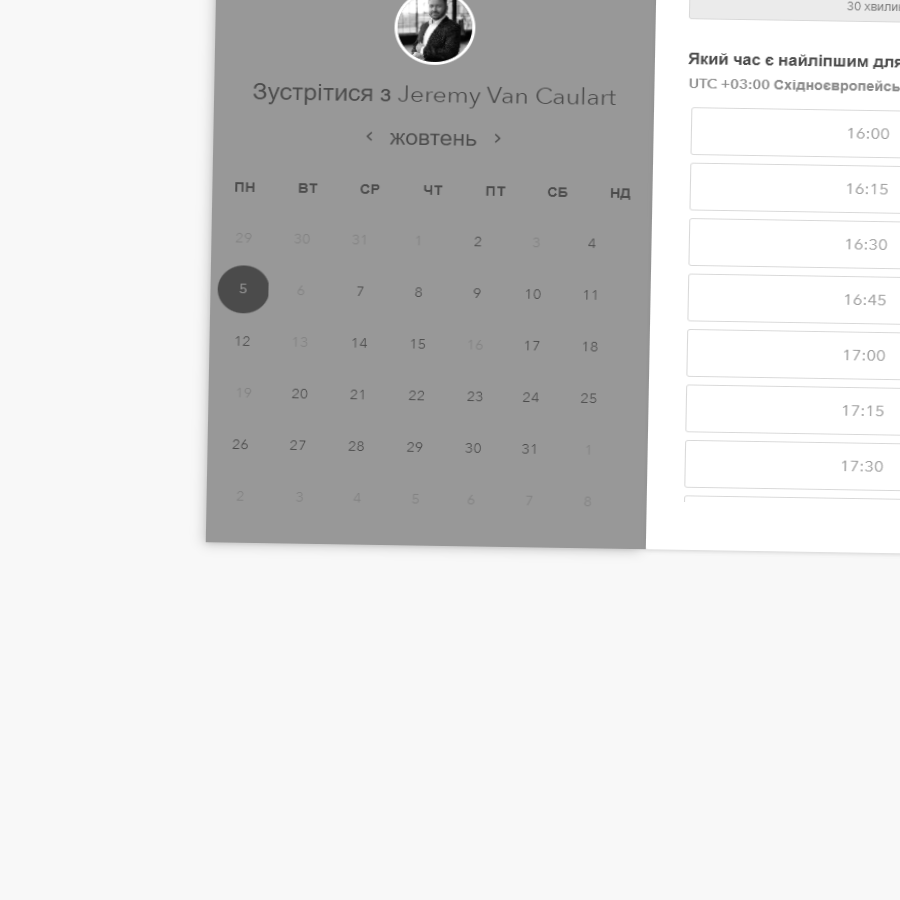 Зустрітися з Jeremy Van Caulart
‹ жовтень ›
ПН ВТ СР ЧТ ПТ СБ НД
29 30 31 1 2 3 4
5 6 7 8 9 10 11
12 13 14 15 16 17 18
19 20 21 22 23 24 25
26 27 28 29 30 31 1
2 3 4 5 6 7 8
30
Який час є найліпшим
UTC +03:00
16:00
16:15
16:30
16:45
17:00
17:15
17:30